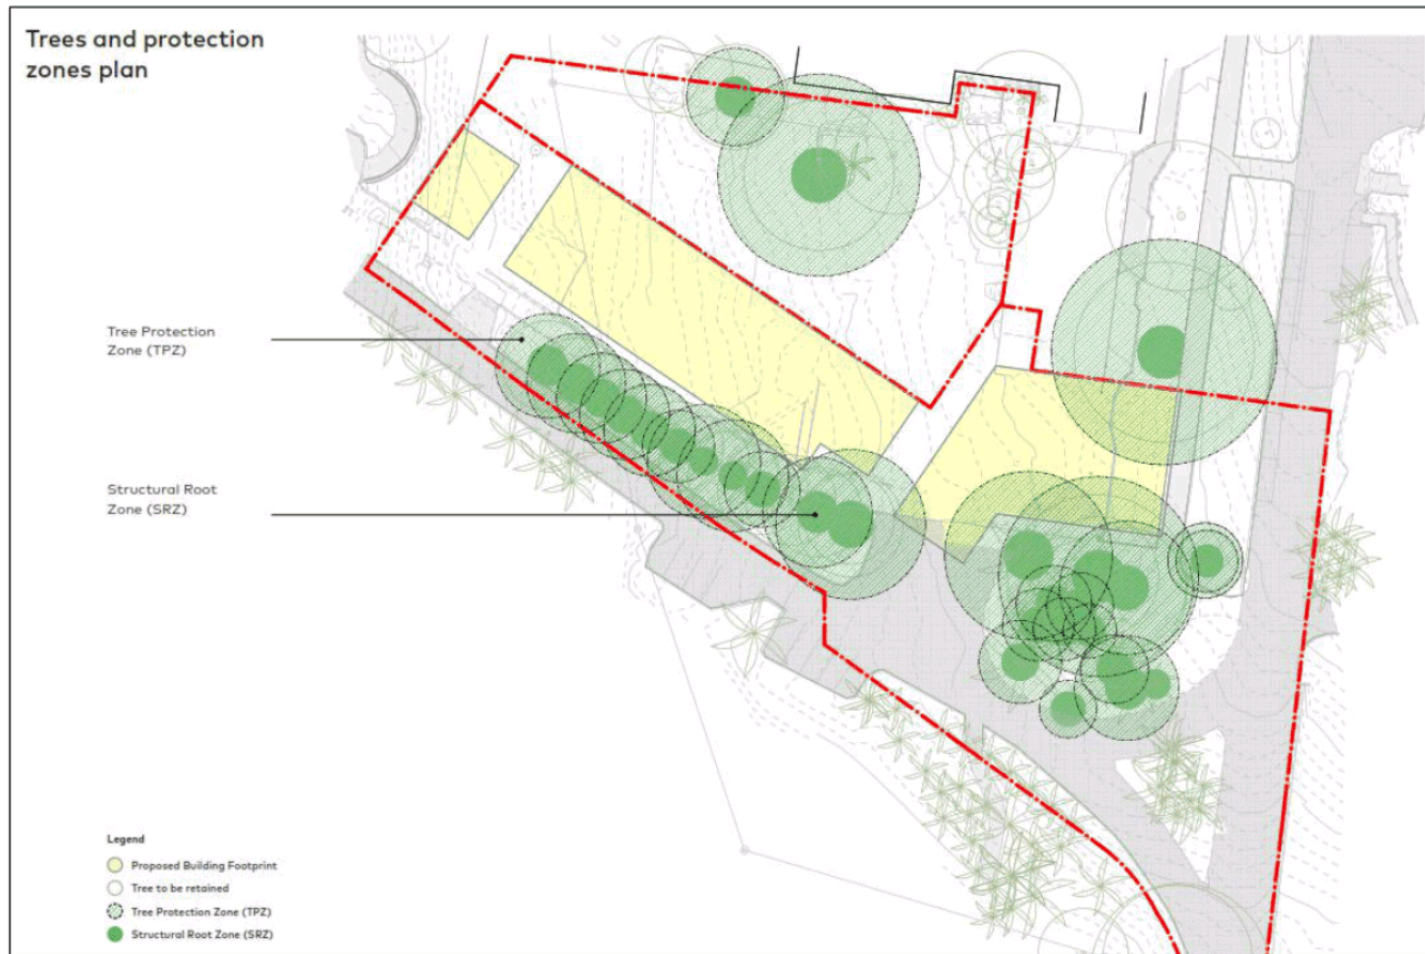 Trees and protection
zones plan
Tree Protection
Zone (TPZ)
Structural Root
Zone (SRZ)
Legend
Proposed Building Footprint
Tree to be retained
Tree Protection Zone (TPZ)
Structural Root Zone (SRZ)